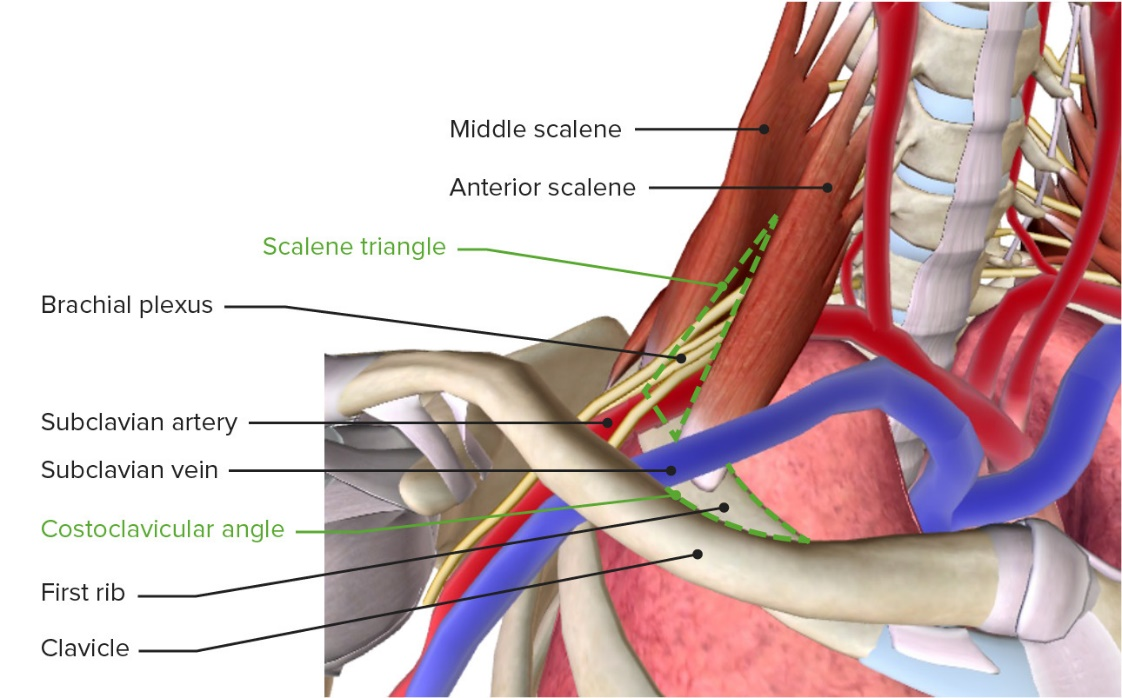 Middle scalene
Anterior scalene
Scalene triangle
Brachial plexus
Subclavian artery
Subclavian vein
Costoclavicular angle
First rib
Clavicle